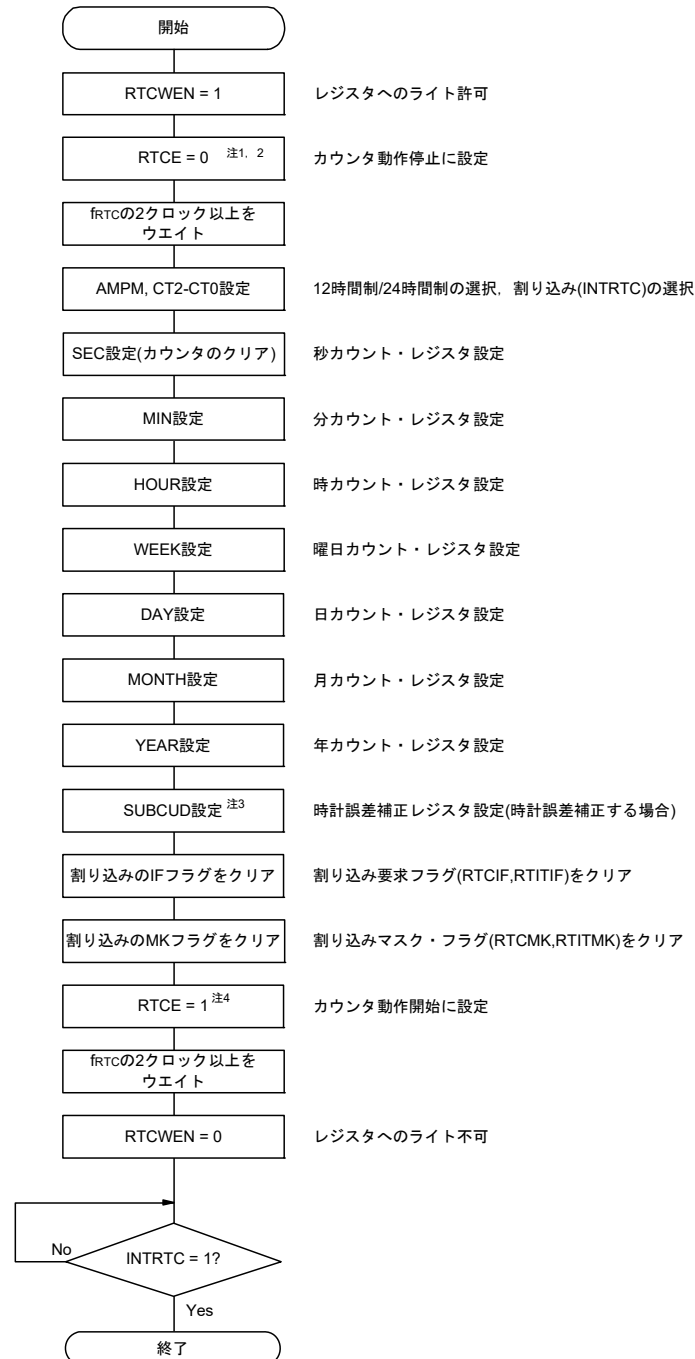 開始
RTCWEN = 1 レジスタへのライト許可
RTCE = 0 注1, 2 カウンタ動作停止に設定
fRTCの2クロック以上を
ウエイト
AMPM, CT2-CT0設定 12時間制/24時間制の選択, 割り込み(INTRTC)の選択
SEC設定(カウンタのクリア) 秒カウント・レジスタ設定
MIN設定 分カウント・レジスタ設定
HOUR設定 時カウント・レジスタ設定
WEEK設定 曜日カウント・レジスタ設定
DAY設定 日カウント・レジスタ設定
MONTH設定 月カウント・レジスタ設定
YEAR設定 年カウント・レジスタ設定
SUBCUD設定 注3 時計誤差補正レジスタ設定(時計誤差補正する場合)
割り込みのIFフラグをクリア 割り込み要求フラグ(RTCIF,RTITIF)をクリア
割り込みのMKフラグをクリア 割り込みマスク・フラグ(RTCMK,RTITMK)をクリア
RTCE = 1 注4 カウンタ動作開始に設定
fRTCの2クロック以上を
ウエイト
RTCWEN = 0 レジスタへのライト不可
No INTRTC = 1?
Yes
終了